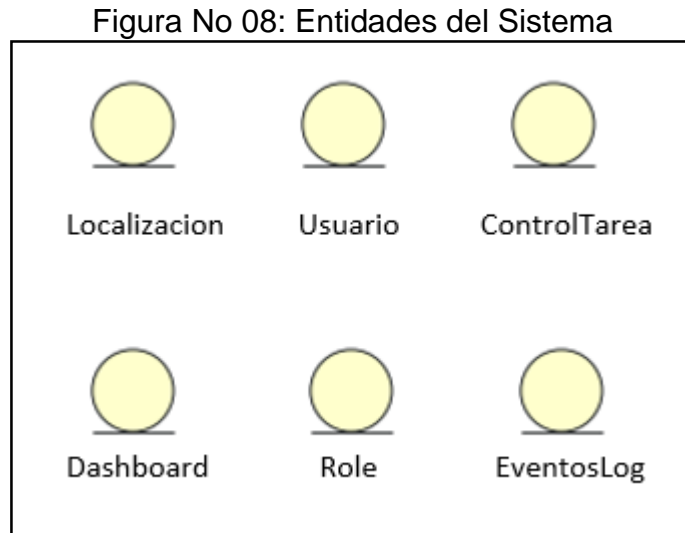 Figura No 08: Entidades del Sistema
Localizacion Usuario ControlTarea
Dashboard Role EventosLog